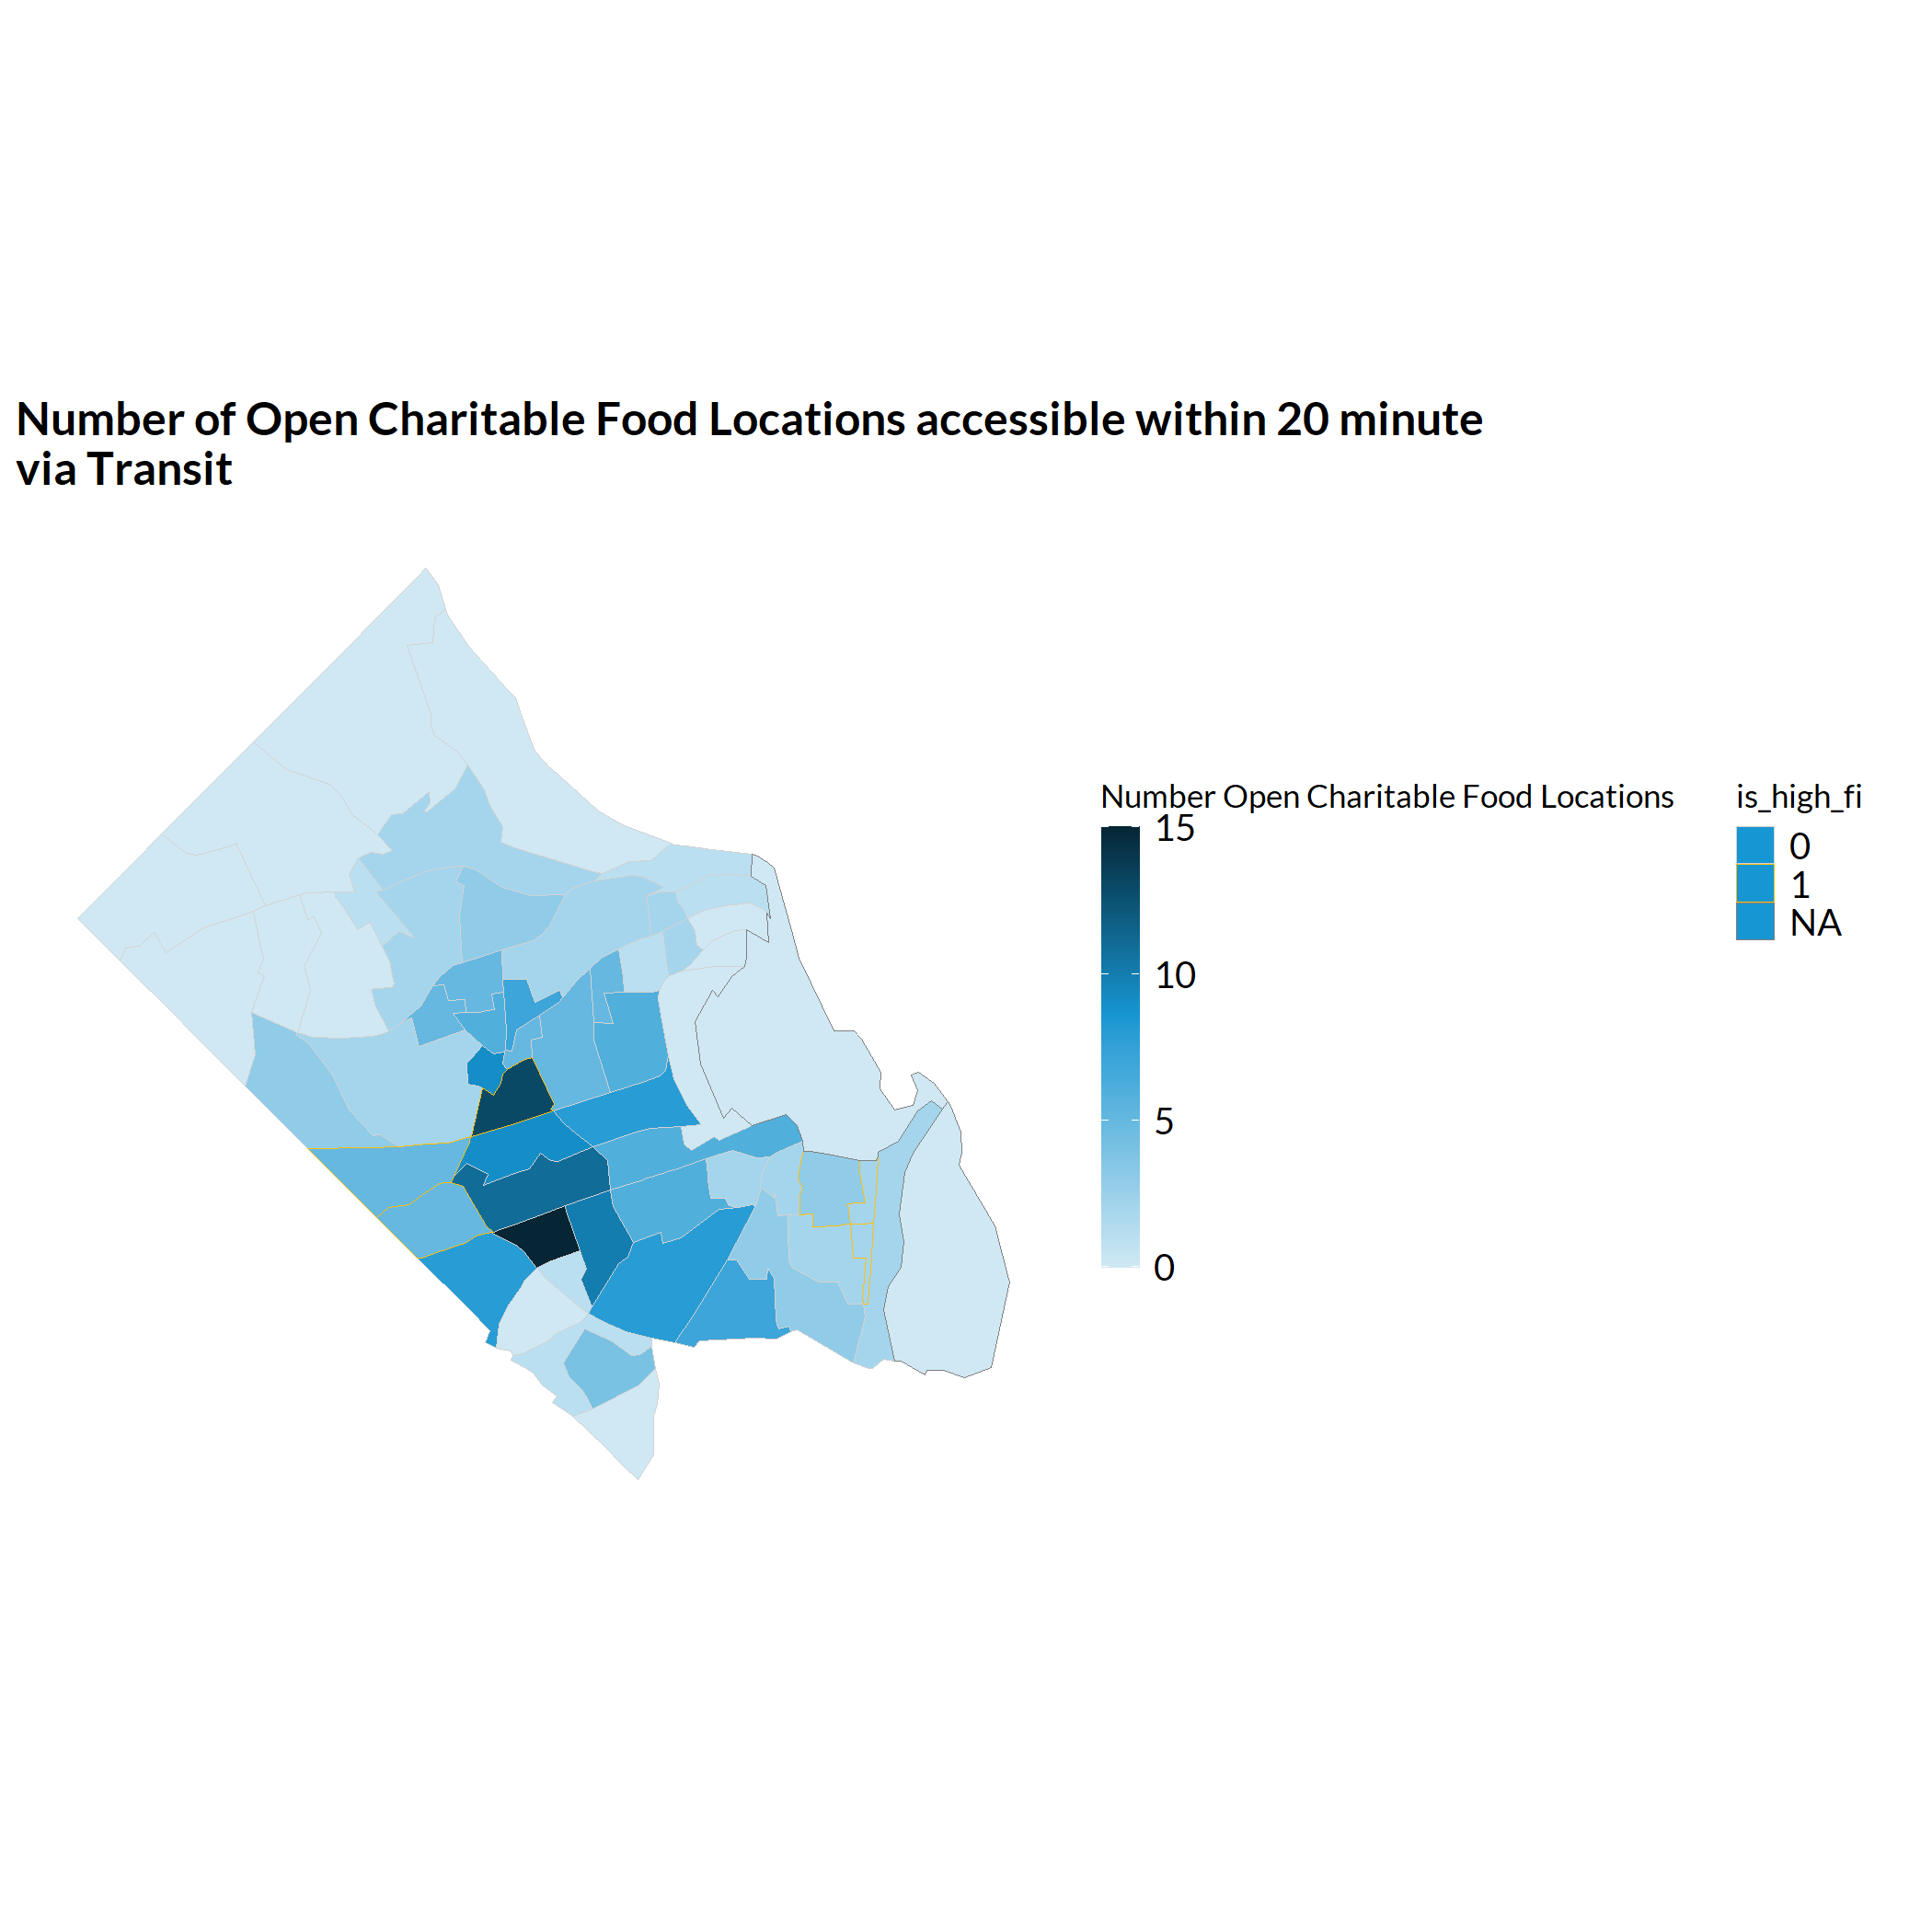 Number of Open Charitable Food Locations accessible within 20 minute
via Transit
Number Open Charitable Food Locations
15
10
5
0
is_high_fi
0
1
NA